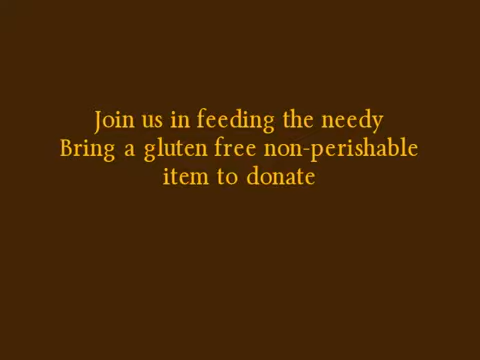 Join us in feeding the needy
Bring a gluten free non-perishable
item to donate